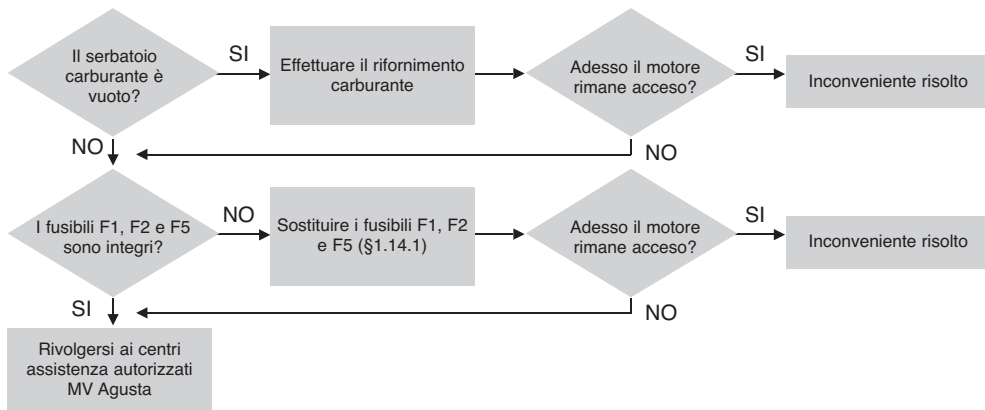 Il serbatoio
carburante è
vuoto?
SI
Effettuare il rifornimento
carburante
Adesso il motore
rimane acceso?
SI
Inconveniente risolto
NO
NO
I fusibili F1, F2 e F5
sono integri?
NO
Sostituire i fusibili F1, F2
e F5 (§1.14.1)
Adesso il motore
rimane acceso?
SI
Inconveniente risolto
SI
NO
Rivolgersi ai centri
assistenza autorizzati
MV Agusta